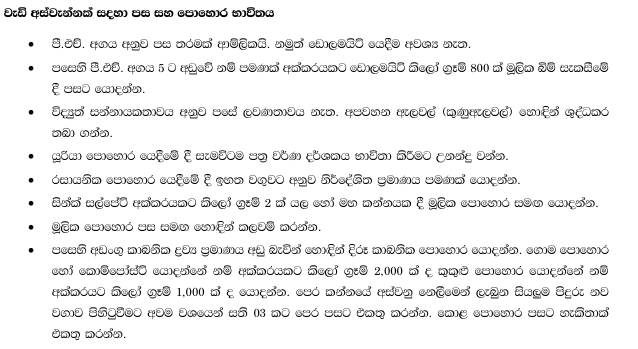 වැඩි අස්වැන්නක් සදහා පස සහ පොහොර භාවිතය
• පී.එච්. අගය අනුව පස තරමක් ආම්ලිකයි. නමුත් ඩොලමයිට් යෙදීම අවශ්‍ය නැත.
• පසෙහි පී.එච්. අගය 5 ට අඩුවේ නම් පමණක් අක්කරයකට ඩොලමයිට් කිලෝ ග්‍රෑම් 800 ක් මූලික බිම් සැකසීමේ
දී පසට යොදන්න.
• විද්‍යුත් සන්නායකතාවය අනුව පසේ ලවණතාවය නැත. අපවහන ඇලවල් (කුණුඇලවල්) හොඳින් ශුද්ධකර
තබා ගන්න.
• යූරියා පොහොර යෙදීමේ දී සැමවිටම පත්‍ර වර්ණ දර්ශකය භාවිතා කිරීමට උනන්දු වන්න.
• රසායනික පොහොර යෙදීමේ දී ඉහත වගුවට අනුව නිර්දේශිත ප්‍රමාණය පමණක් යොදන්න.
• සින්ක් සල්පේට් අක්කරයකට කිලෝ ග්‍රෑම් 2 ක් යල හෝ මහ කන්නයක දී මූලික පොහොර සමඟ යොදන්න.
• මූලික පොහොර පස සමඟ හොඳින් කලවම් කරන්න.
• පසෙහි අඩංගු කාබනික ද්‍රව්‍ය ප්‍රමාණය අඩු බැවින් හොඳින් දිරූ කාබනික පොහොර යොදන්න. ගොම පොහොර
හෝ කොම්පෝස්ට් යොදන්නේ නම් අක්කරයකට කිලෝ ග්‍රෑම් 2,000 ක් ද කුකුළු පොහොර යොදන්නේ නම්
අක්කරයට කිලෝ ග්‍රෑම් 1,000 ක් ද යොදන්න. පෙර කන්නයේ අස්වනු නෙලීමෙන් ලැබුන සියලුම පිදුරු නව
වගාව පිහිටුවීමට අවම වශයෙන් සති 03 කට පෙර පසට එකතු කරන්න. කොළ පොහොර පසට හැකිතාක්
එකතු කරන්න.